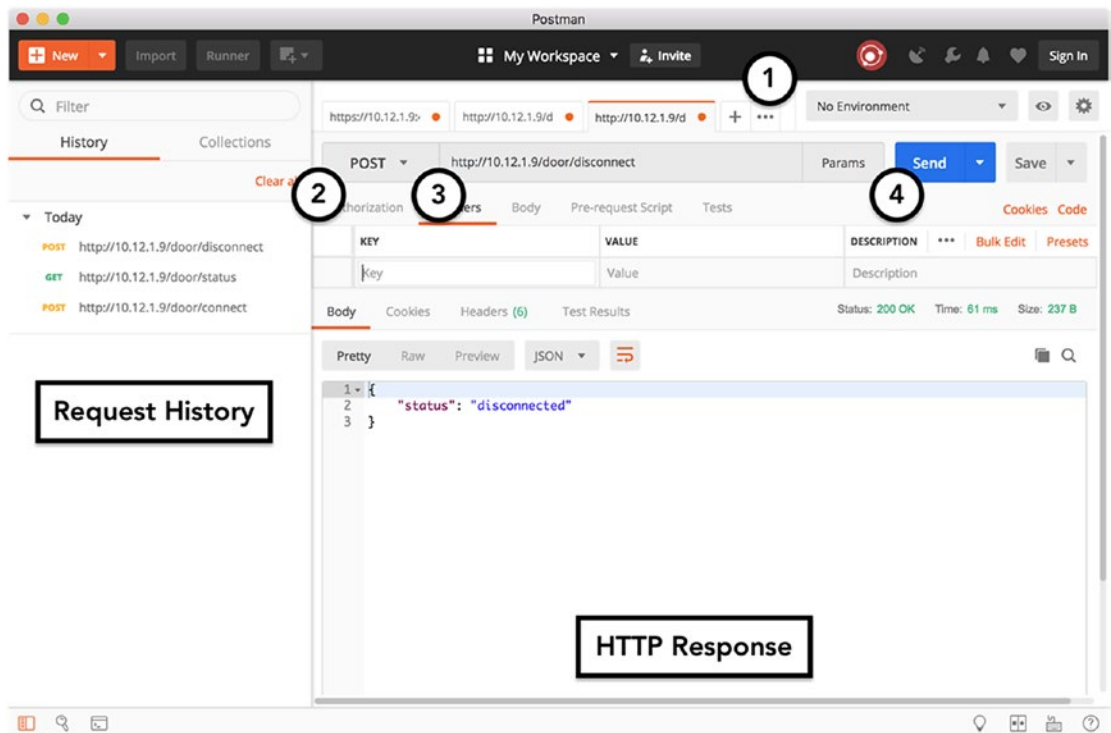 Postman
New Import Runner My Workspace Invite Sign In
1
Filter
History Collections
Clear
Today
POST http://10.12.1.9/door/disconnect
GET http://10.12.1.9/door/status
POST http://10.12.1.9/door/connect
Request History
https://10.12.1.9: http://10.12.1.9/d http://10.12.1.9/d + ••• No Environment
POST http://10.12.1.9/door/disconnect Params Send Save
2 3 4
Body Pre-request Script Tests Cookies Code
KEY VALUE DESCRIPTION ••• Bulk Edit Presets
Key Value Description
Body Cookies Headers (6) Test Results Status: 200 OK Time: 61 ms Size: 237 B
Pretty Raw Preview JSON
1 {
2 "status": "disconnected"
3 }
HTTP Response